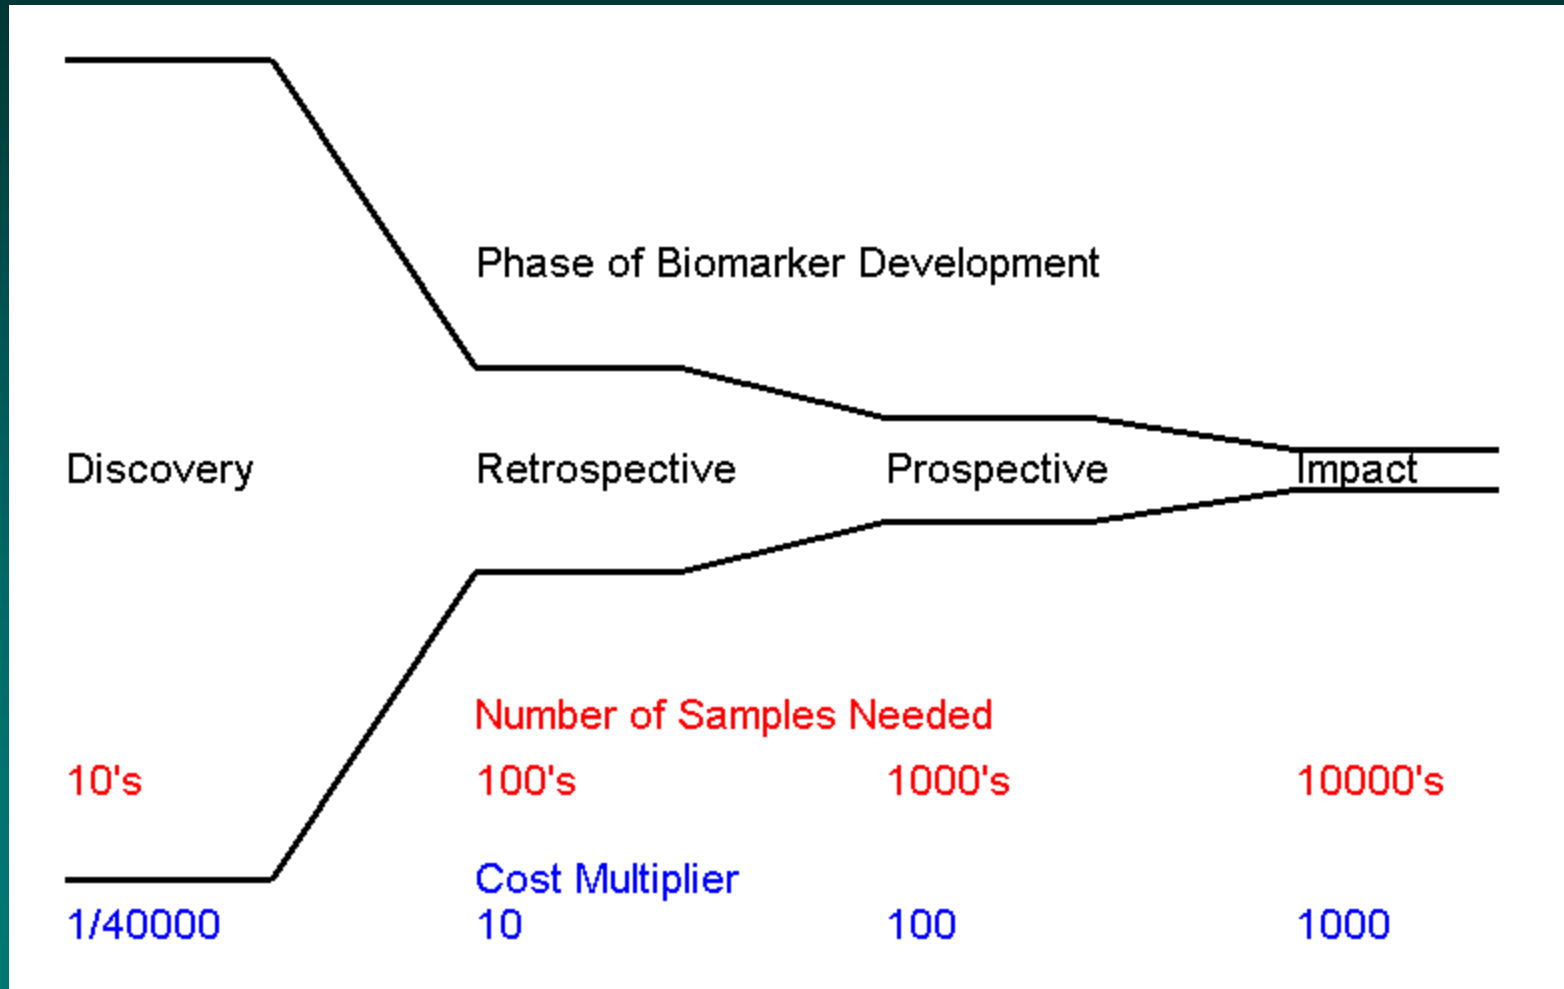 Phase of Biomarker Development
Discovery Retrospective Prospective Impact
Number of Samples Needed
10's 100's 1000's 10000's
Cost Multiplier
1/40000 10 100 1000